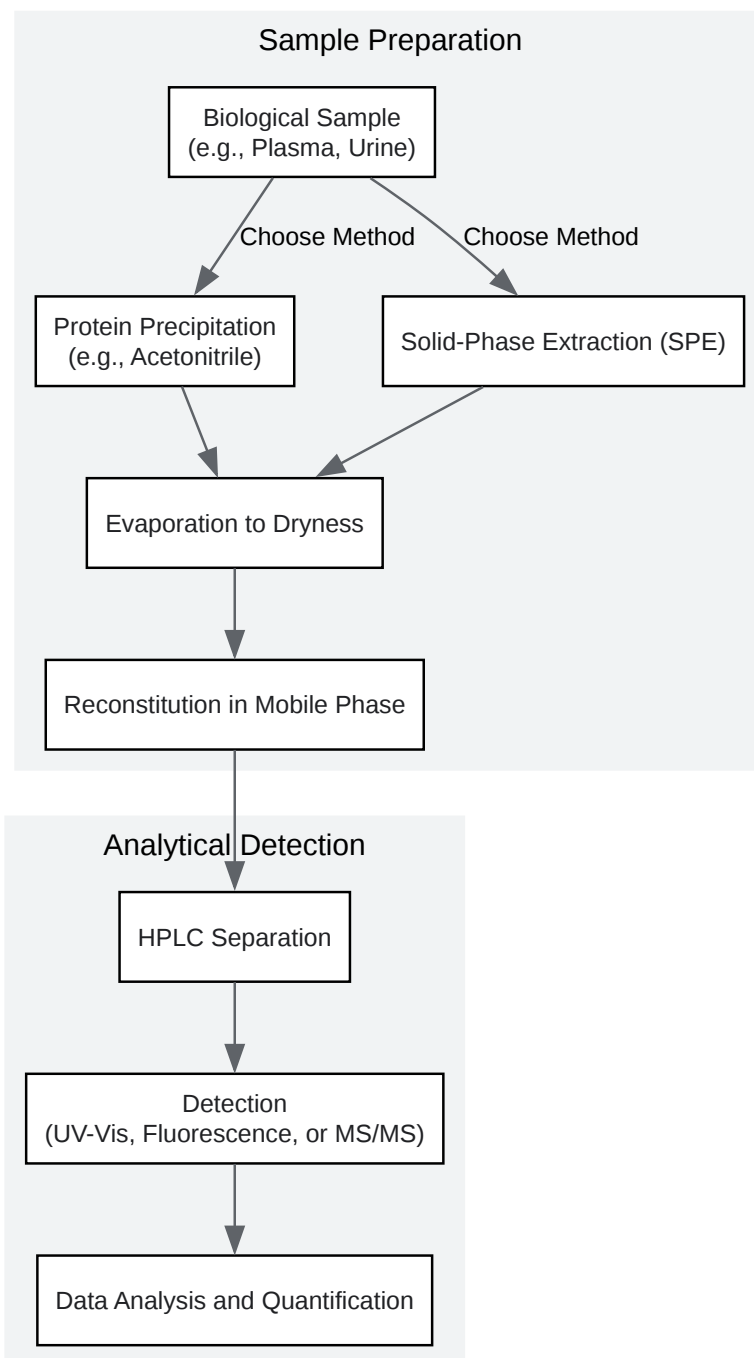 Sample Preparation
Biological Sample
(e.g., Plasma, Urine)
Choose Method
Choose Method
Protein Precipitation
(e.g., Acetonitrile)
Solid-Phase Extraction (SPE)
Evaporation to Dryness
Reconstitution in Mobile Phase
Analytical Detection
HPLC Separation
Detection
(UV-Vis, Fluorescence, or MS/MS)
Data Analysis and Quantification